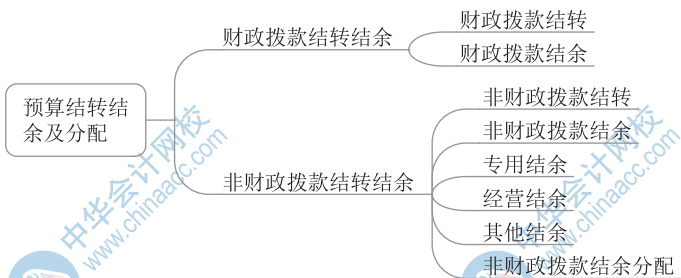 财政拨款结转
财政拨款结转结余
财政拨款结余
预算结转结
余及分配
非财政拨款结转
非财政拨款结余
专用结余
非财政拨款结转结余
经营结余
其他结余
非财政拨款结余分配
中华会计网校
www.chinaacc.com
中华会计网校
www.chinaacc.com